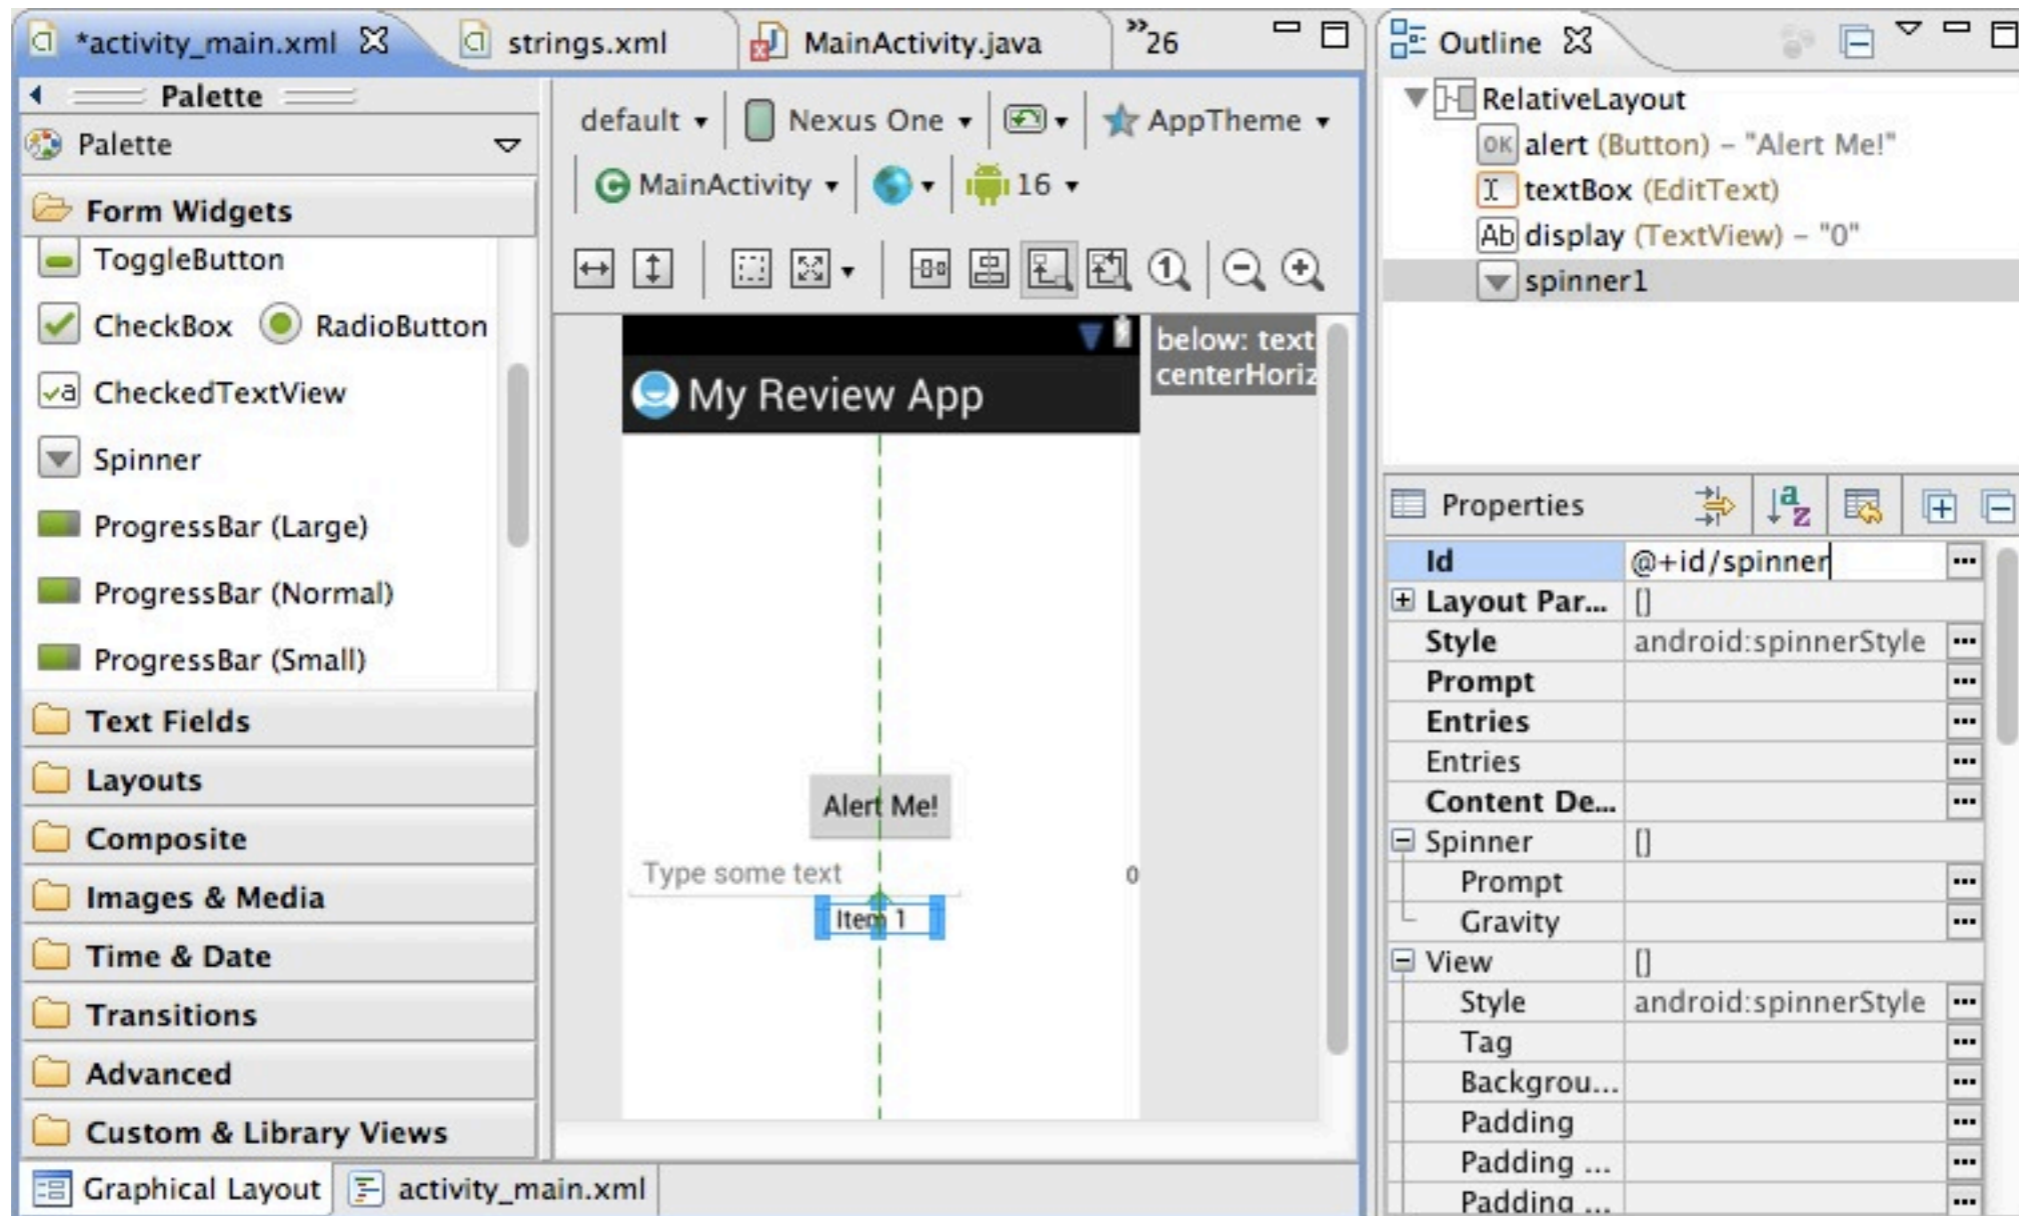 *activity_main.xml
strings.xml
MainActivity.java
»26
Palette
Palette
Form Widgets
ToggleButton
CheckBox
RadioButton
CheckedTextView
Spinner
ProgressBar (Large)
ProgressBar (Normal)
ProgressBar (Small)
Text Fields
Layouts
Composite
Images & Media
Time & Date
Transitions
Advanced
Custom & Library Views
Graphical Layout
activity_main.xml
default
Nexus One
AppTheme
MainActivity
16
My Review App
below: text
centerHoriz
Alert Me!
Type some text
0
Item 1
Outline
RelativeLayout
OK alert (Button) – "Alert Me!"
textBox (EditText)
Ab display (TextView) – "0"
spinner1
Properties
Id @+id/spinner
Layout Par... []
Style android:spinnerStyle
Prompt
Entries
Entries
Content De...
Spinner []
Prompt
Gravity
View []
Style android:spinnerStyle
Tag
Backgrou...
Padding
Padding ...
Padding ...